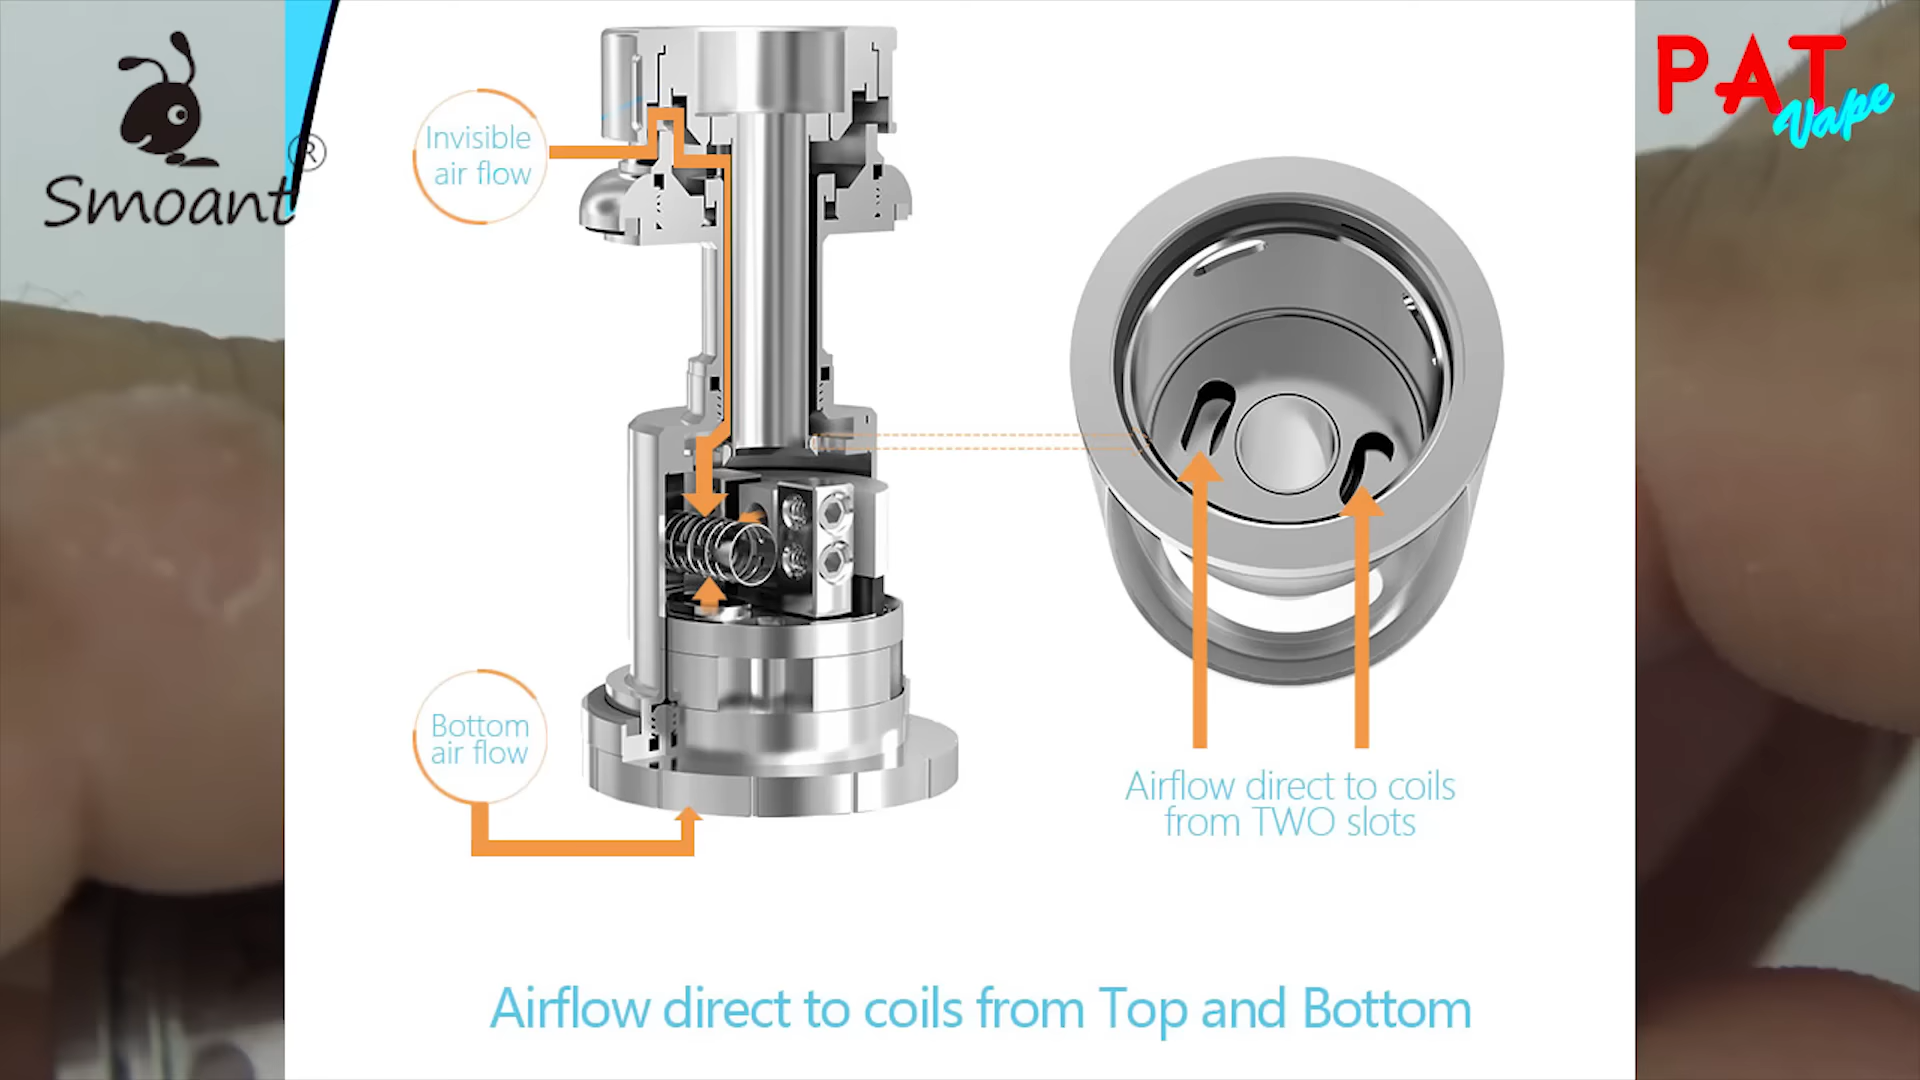 Smoant
®
PAT
Vape
Invisible
air flow
Bottom
air flow
Airflow direct to coils
from TWO slots
Airflow direct to coils from Top and Bottom